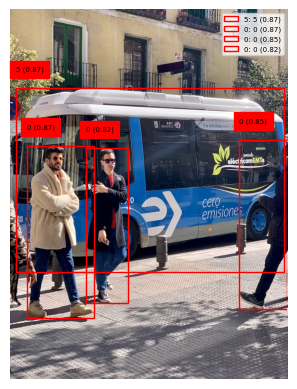 5: 5 (0.87)
0: 0 (0.87)
0: 0 (0.85)
0: 0 (0.82)
5 (0.87)
0 (0.85)
0 (0.87)
0 (0.82)
cero
emisiones